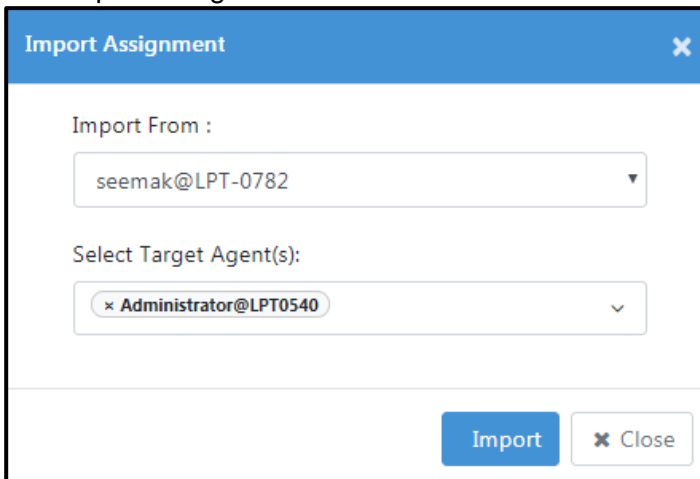 Import Assignment ×
Import From :
seemak@LPT-0782
Select Target Agent(s):
× Administrator@LPT0540
Import × Close